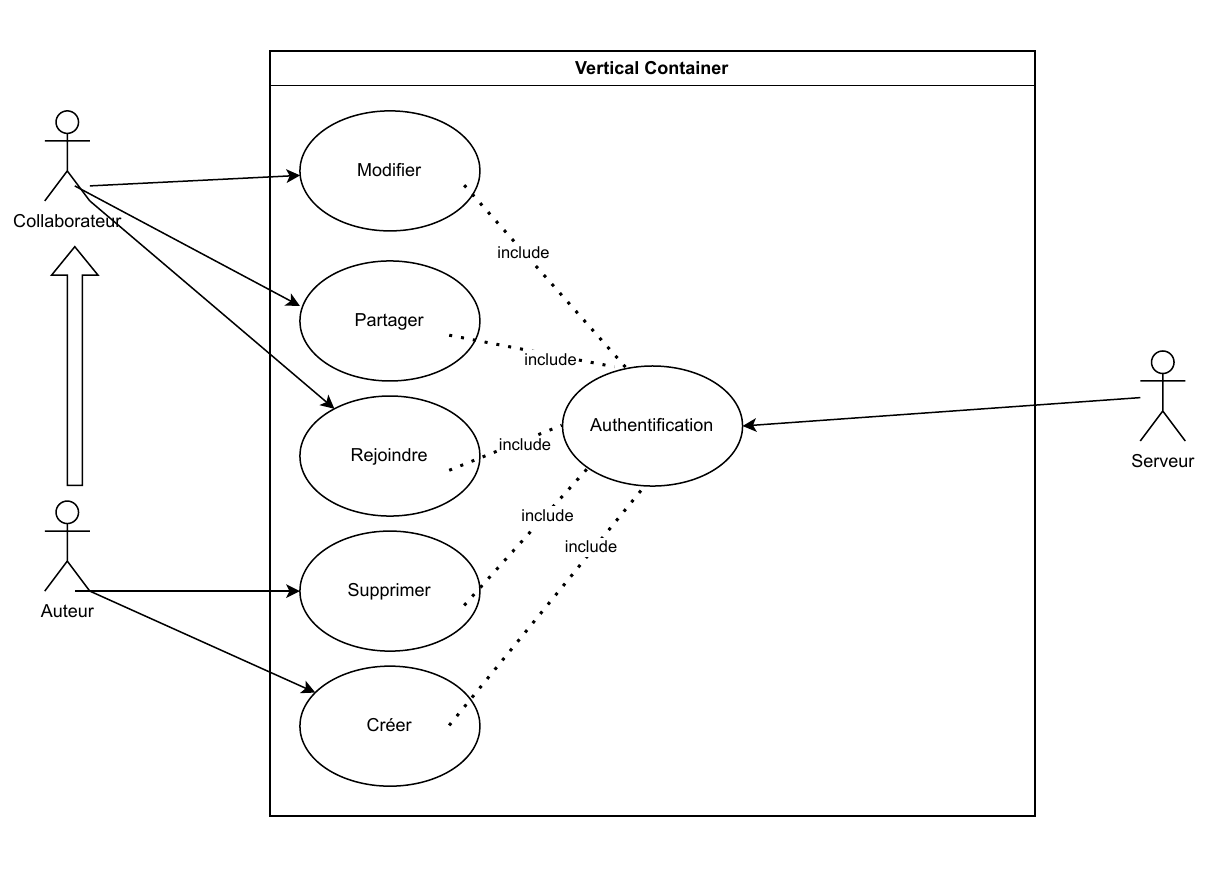 Vertical Container
Collaborateur
Modifier
include
Partager
include
Authentification
Rejoindre
include
Serveur
include
include
Supprimer
Auteur
Créer